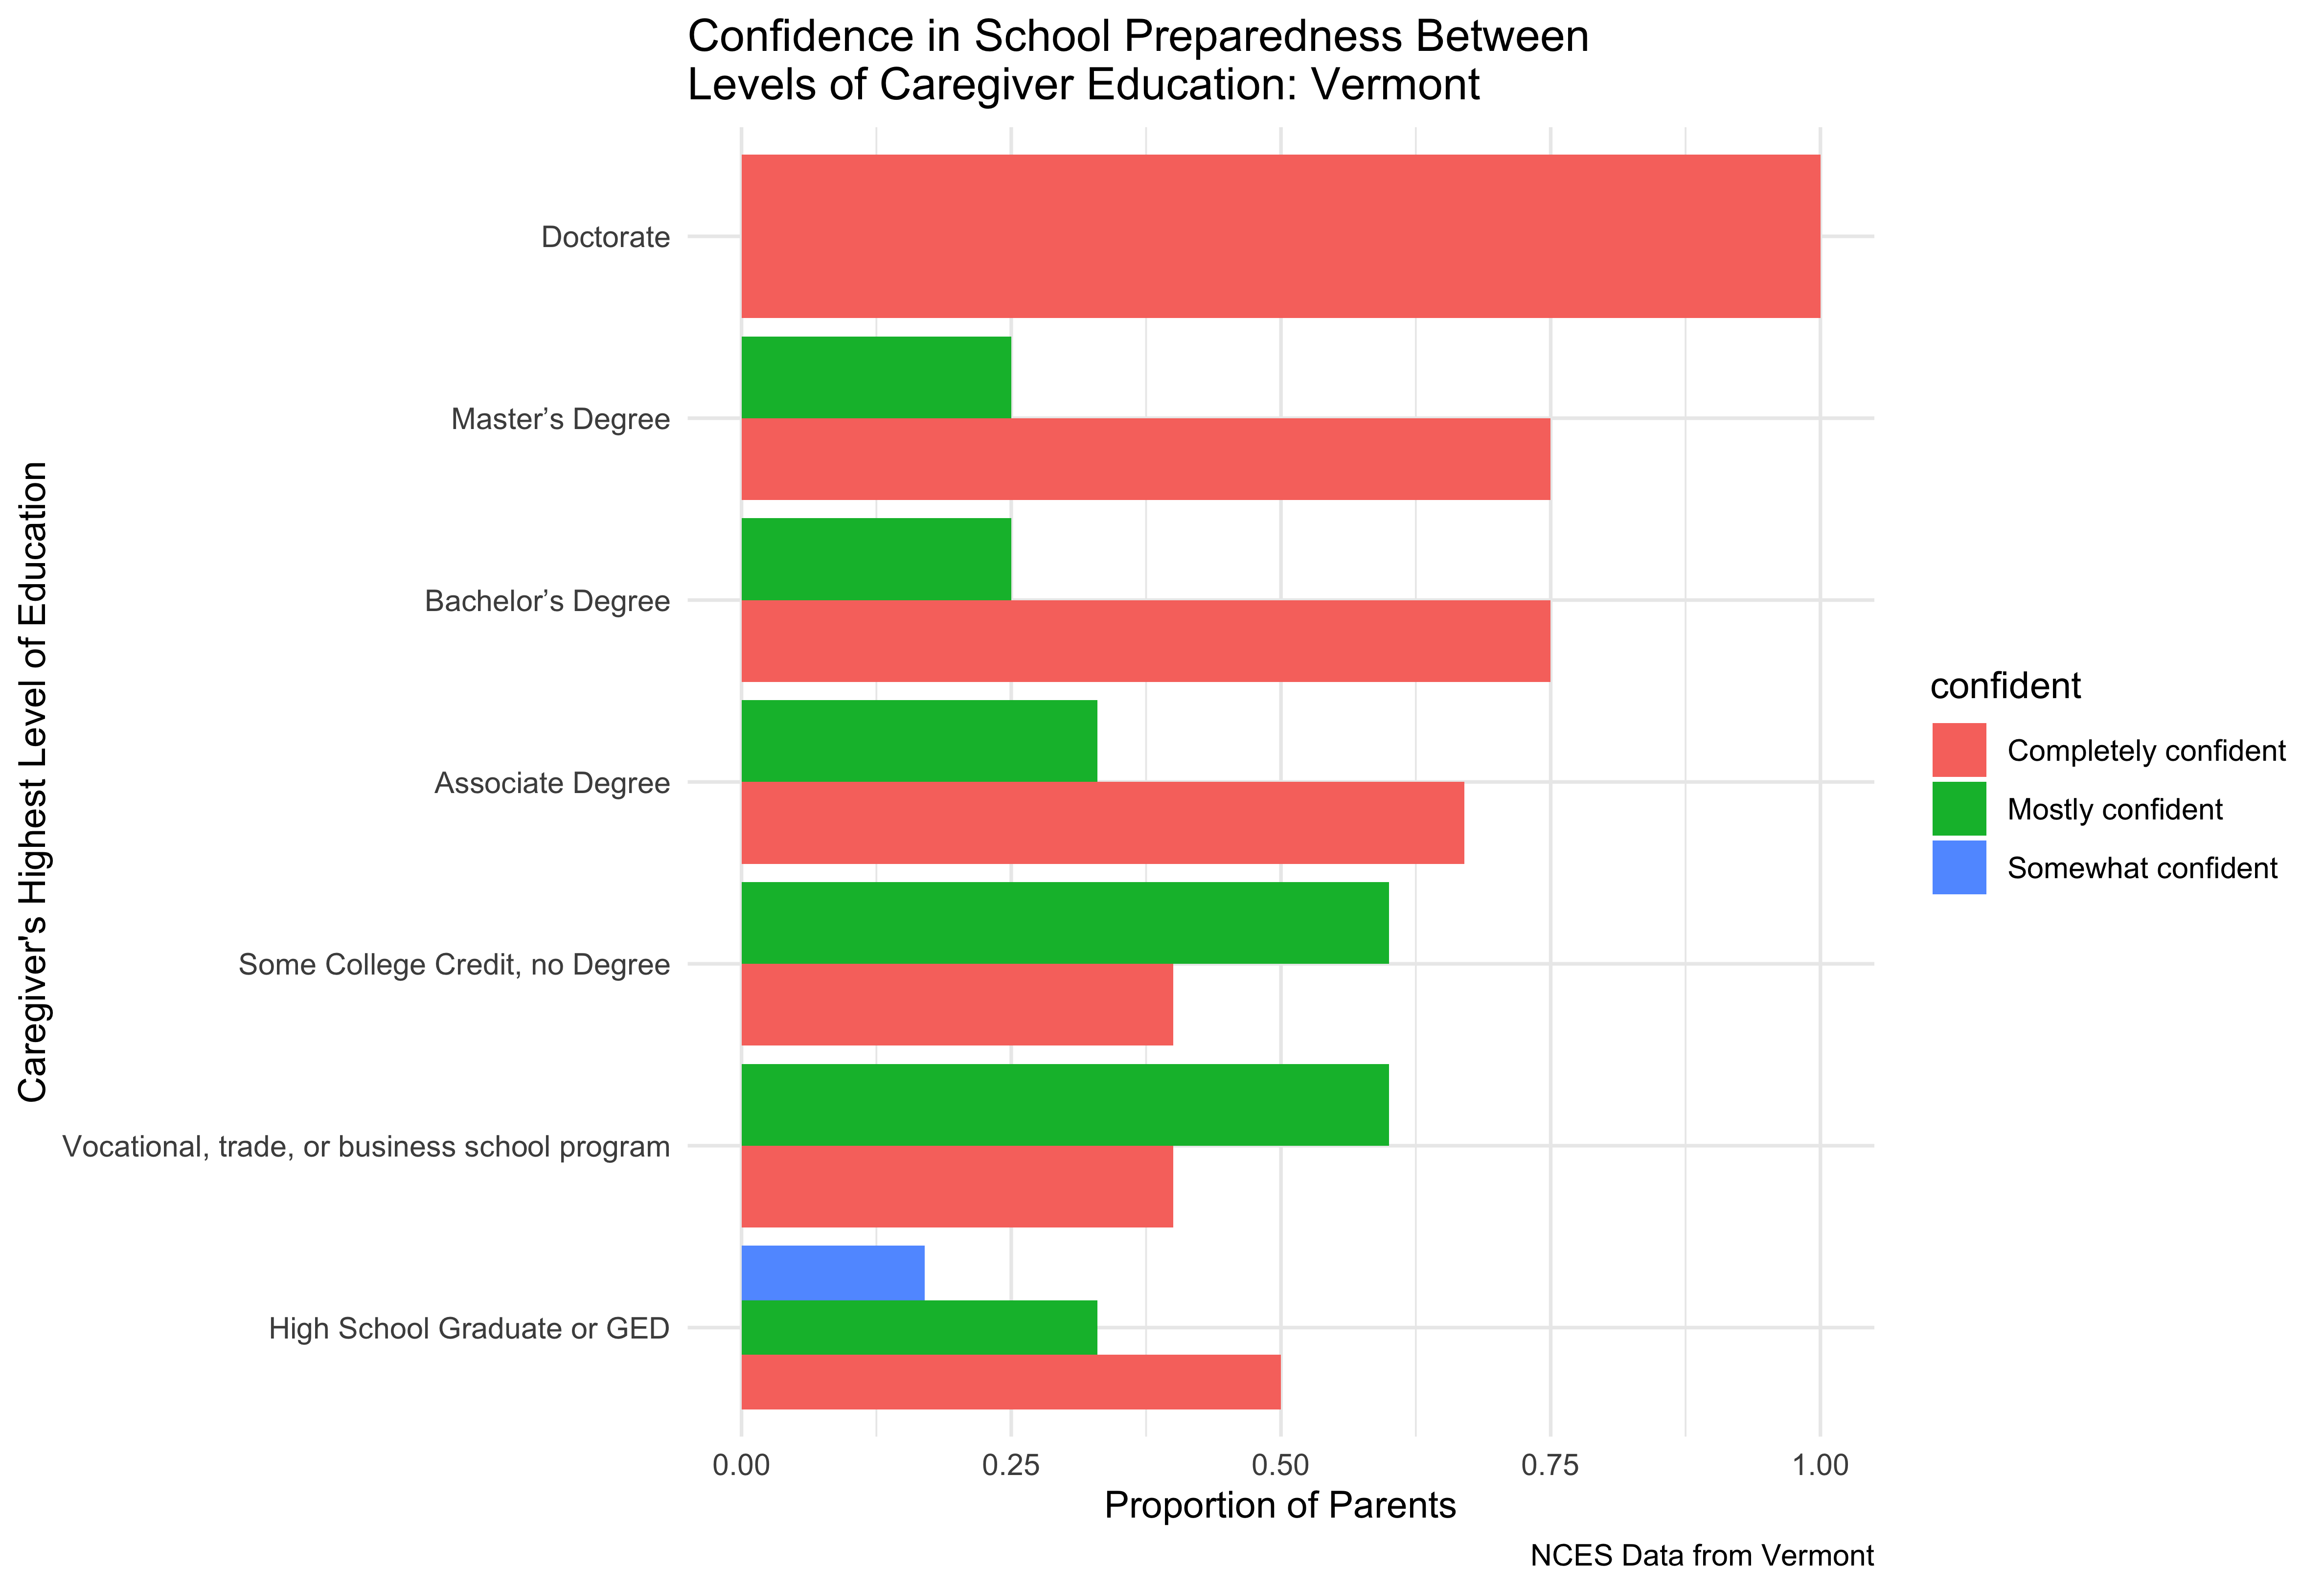 Confidence in School Preparedness Between
Levels of Caregiver Education: Vermont
Caregiver's Highest Level of Education
Doctorate
Master’s Degree
Bachelor’s Degree
Associate Degree
Some College Credit, no Degree
Vocational, trade, or business school program
High School Graduate or GED
0.00 0.25 0.50 0.75 1.00
Proportion of Parents
confident
Completely confident
Mostly confident
Somewhat confident
NCES Data from Vermont